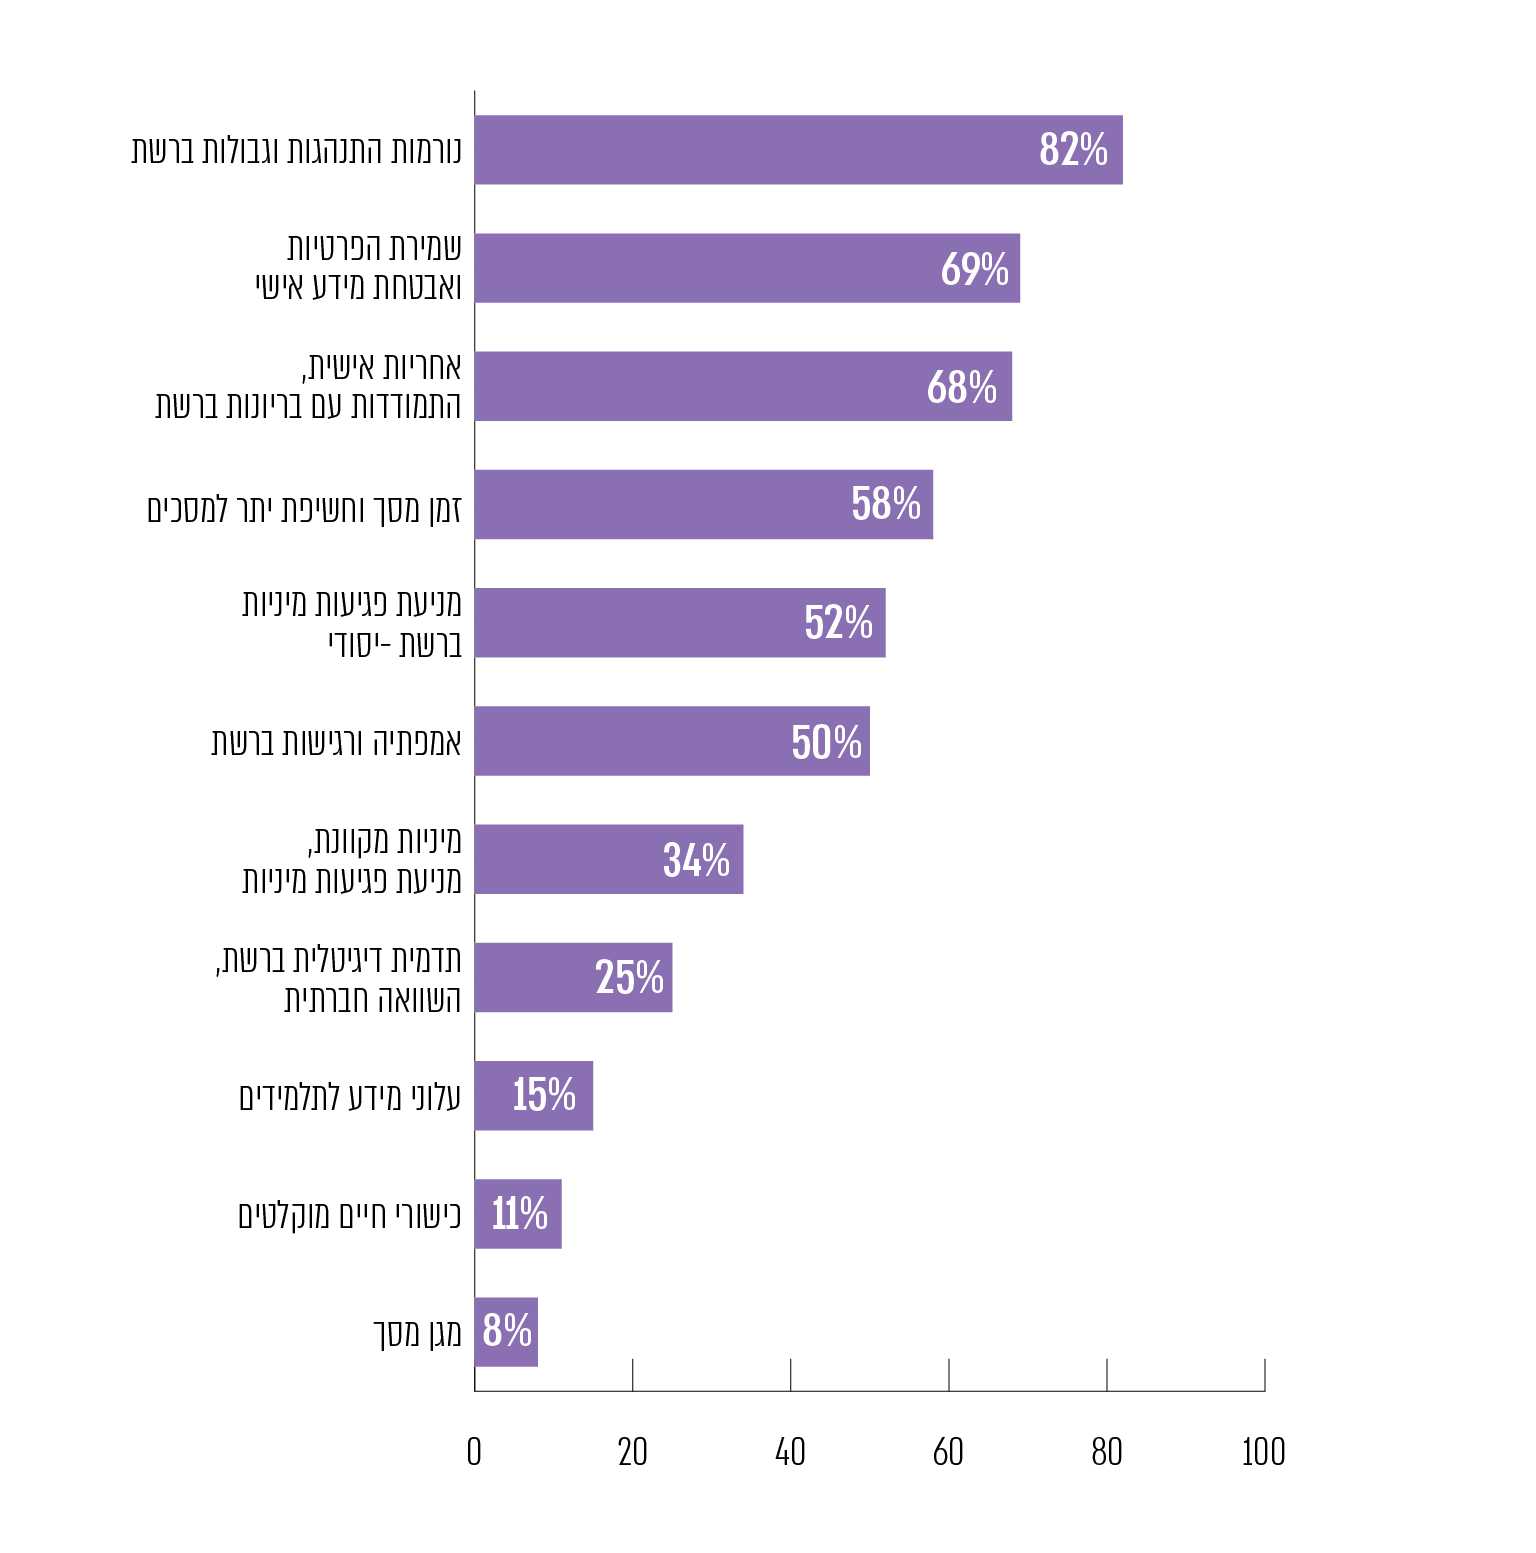 נורמות התנהגות וגבולות ברשת
82%
שמירת הפרטיות
ואבטחת מידע אישי
69%
אחריות אישית,
התמודדות עם בריונות ברשת
68%
זמן מסך וחשיפת יתר למסכים
58%
מניעת פגיעות מיניות
ברשת -יסודי
52%
אמפתיה ורגישות ברשת
50%
מיניות מקוונת,
מניעת פגיעות מיניות
34%
תדמית דיגיטלית ברשת,
השוואה חברתית
25%
עלוני מידע לתלמידים
15%
כישורי חיים מוקלטים
11%
מגן מסך
8%
0 20 40 60 80 100